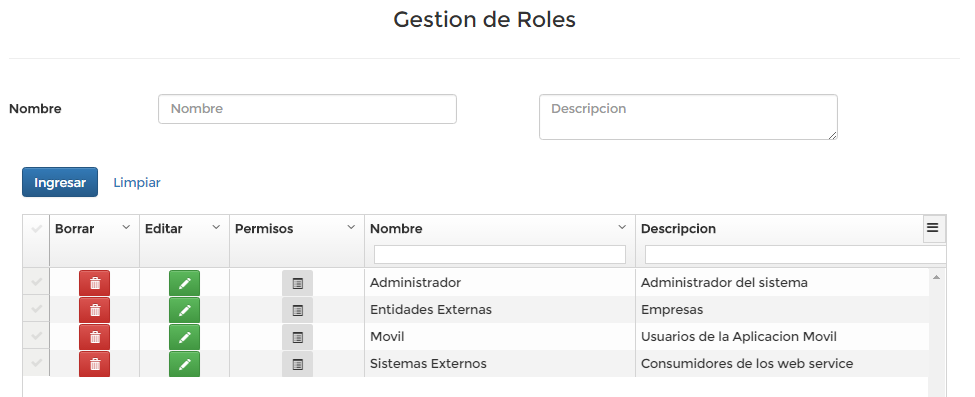 Gestion de Roles
Nombre Nombre Descripcion
Ingresar Limpiar
Borrar Editar Permisos Nombre Descripcion
Administrador Administrador del sistema
Entidades Externas Empresas
Movil Usuarios de la Aplicacion Movil
Sistemas Externos Consumidores de los web service